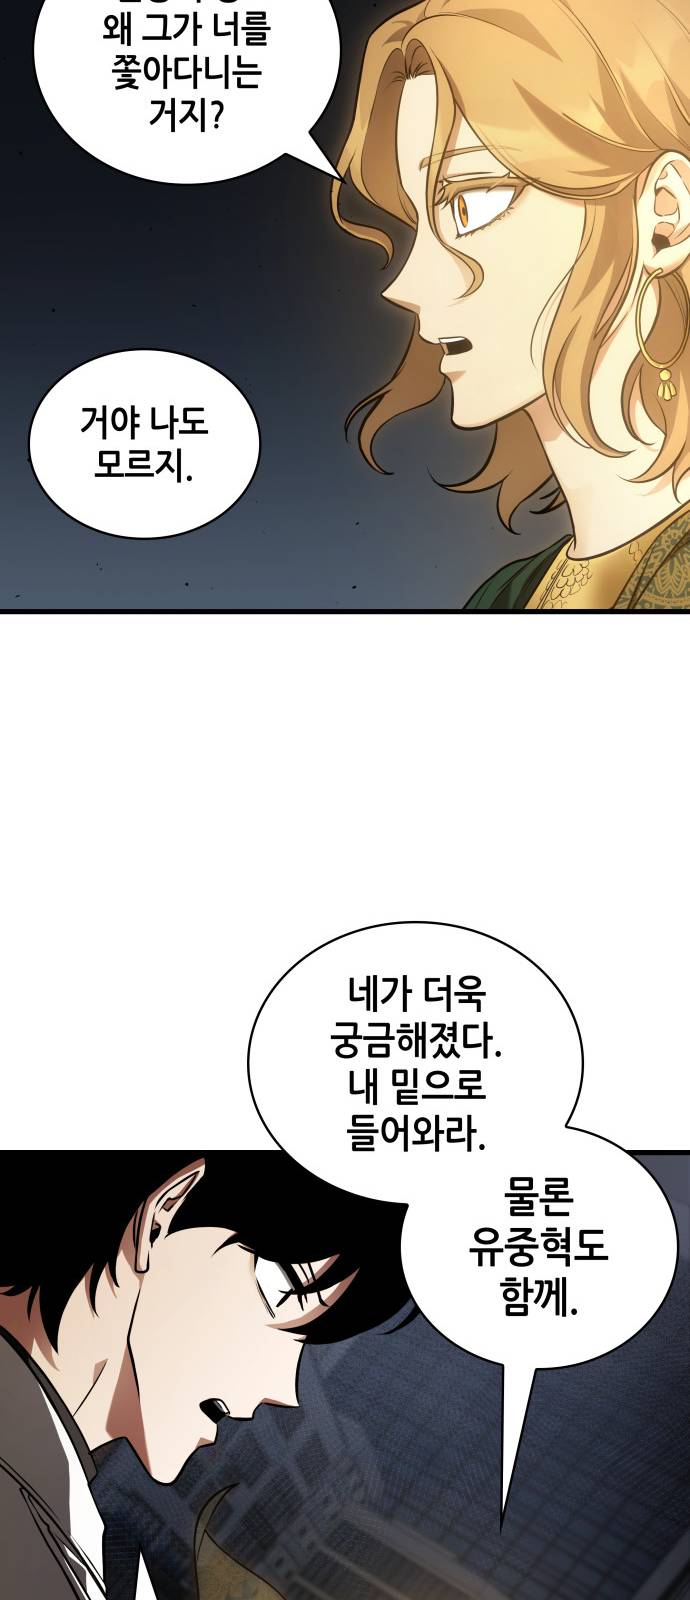 왜 그가 너를
쫓아다니는
거지?
거야 나도
모르지.
네가 더욱
궁금해졌다.
내 밑으로
들어와라.
물론
유중혁도
함께.